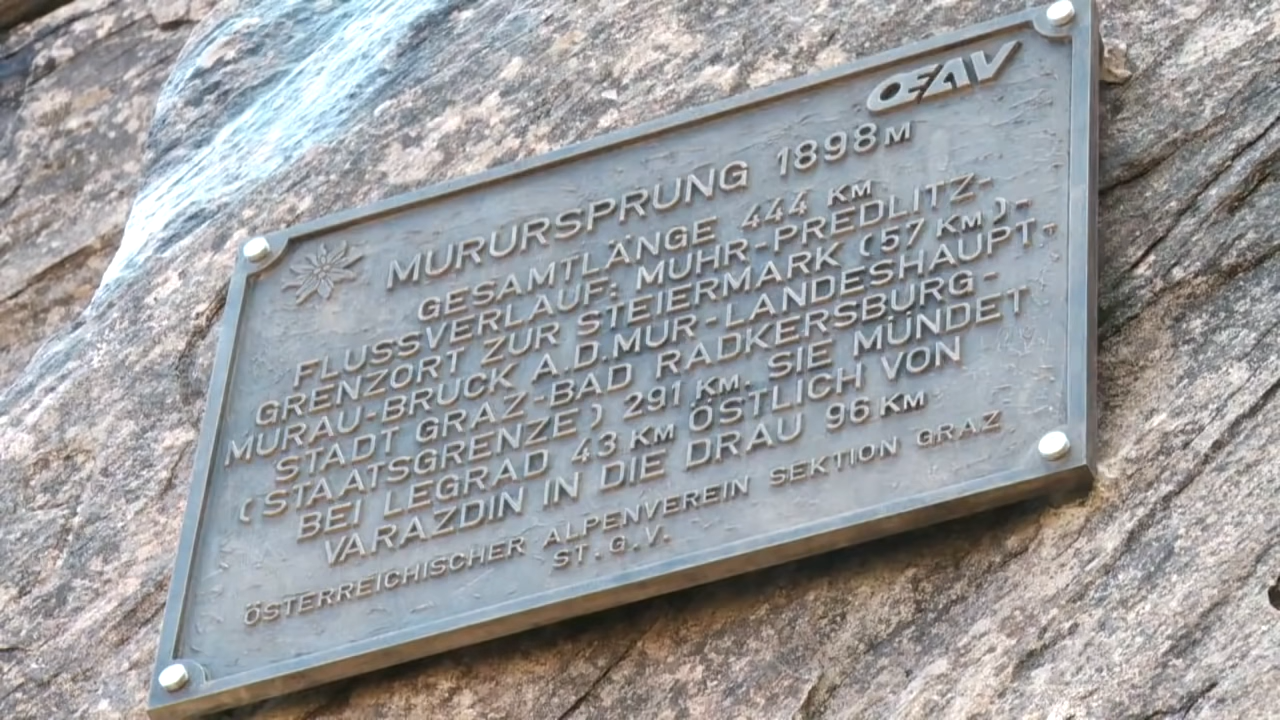 ŒAV
MURURSPRUNG 1898 M
GESAMTLÄNGE 444 KM
FLUSSVERLAUF: MUHR-PREDLITZ-
GRENZORT ZUR STEIERMARK (57 KM)-
MURAU-BRUCK A.D.MUR-LANDESHAUPT-
STADT GRAZ-BAD RADKERSBURG-
(STAATSGRENZE) 291 KM. SIE MÜNDET
BEI LEGRAD 43 KM ÖSTLICH VON
VARAZDIN IN DIE DRAU 96 KM
ÖSTERREICHISCHER ALPENVEREIN SEKTION GRAZ
ST. G.V.